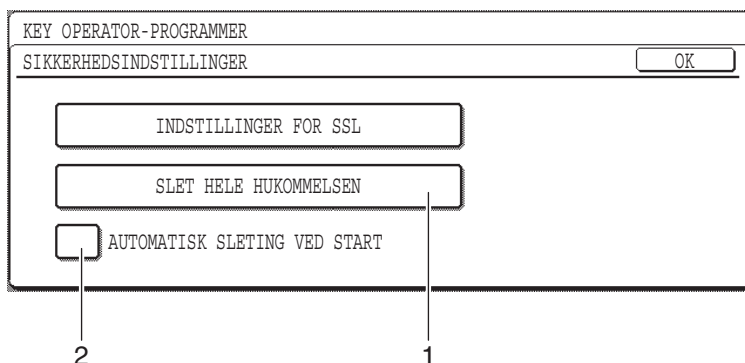 KEY OPERATOR-PROGRAMMER
SIKKERHEDSINDSTILLINGER OK
INDSTILLINGER FOR SSL
SLET HELE HUKOMMELSEN
AUTOMATISK SLETING VED START
2 1